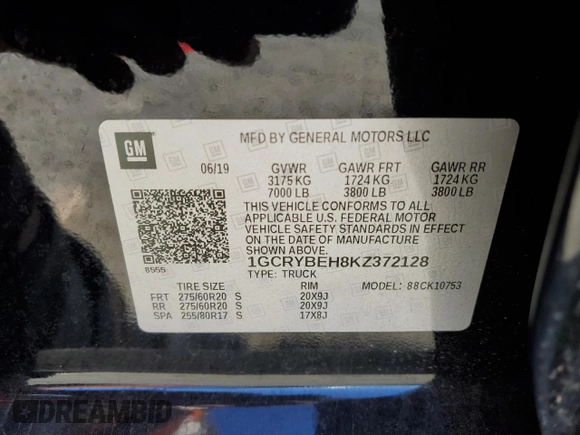 GM
MFD BY GENERAL MOTORS LLC
06/19 GVWR GAWR FRT GAWR RR
3175 KG 1724 KG 1724 KG
7000 LB 3800 LB 3800 LB
THIS VEHICLE CONFORMS TO ALL
APPLICABLE U.S. FEDERAL MOTOR
VEHICLE SAFETY STANDARDS IN EFFECT
ON THE DATE OF MANUFACTURE
SHOWN ABOVE.
8555 1GCRYBEH8KZ372128
TYPE: TRUCK
TIRE SIZE RIM MODEL: 88CK10753
FRT 275/60R20 S 20X9J
RR 275/60R20 S 20X9J
SPA 255/80R17 S 17X8J
DREAMBID